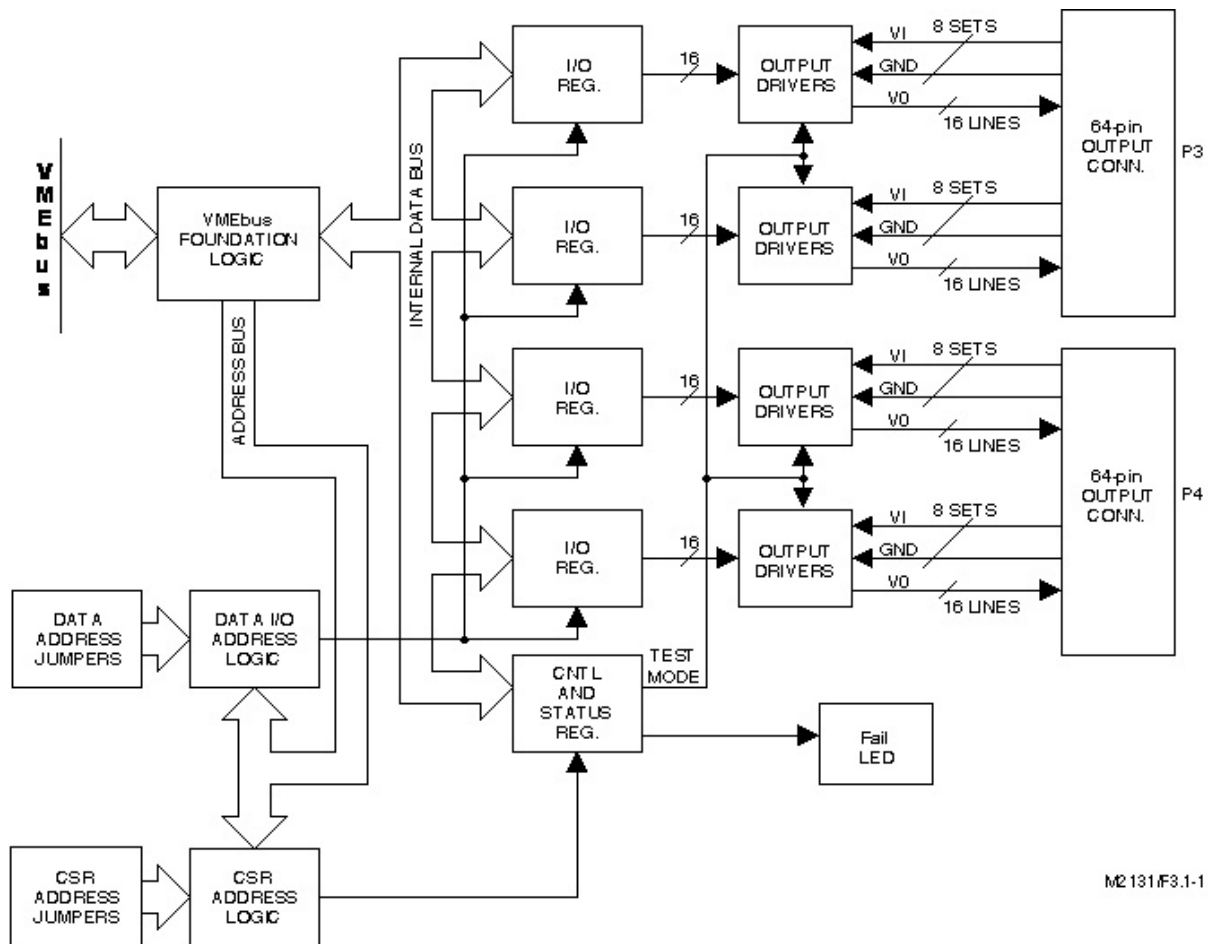 VMEbus
VMEbus
FOUNDATION
LOGIC
ADDRESS BUS
INTERNAL DATA BUS
I/O
REG.
16
OUTPUT
DRIVERS
VI
8 SETS
GND
VO
16 LINES
I/O
REG.
16
OUTPUT
DRIVERS
VI
8 SETS
GND
VO
16 LINES
64-pin
OUTPUT
CONN.
P3
I/O
REG.
16
OUTPUT
DRIVERS
VI
8 SETS
GND
VO
16 LINES
I/O
REG.
16
OUTPUT
DRIVERS
VI
8 SETS
GND
VO
16 LINES
64-pin
OUTPUT
CONN.
P4
DATA
ADDRESS
JUMPERS
DATA I/O
ADDRESS
LOGIC
CNTL
AND
STATUS
REG.
TEST
MODE
Fail
LED
CSR
ADDRESS
JUMPERS
CSR
ADDRESS
LOGIC
M2131/F3.1-1